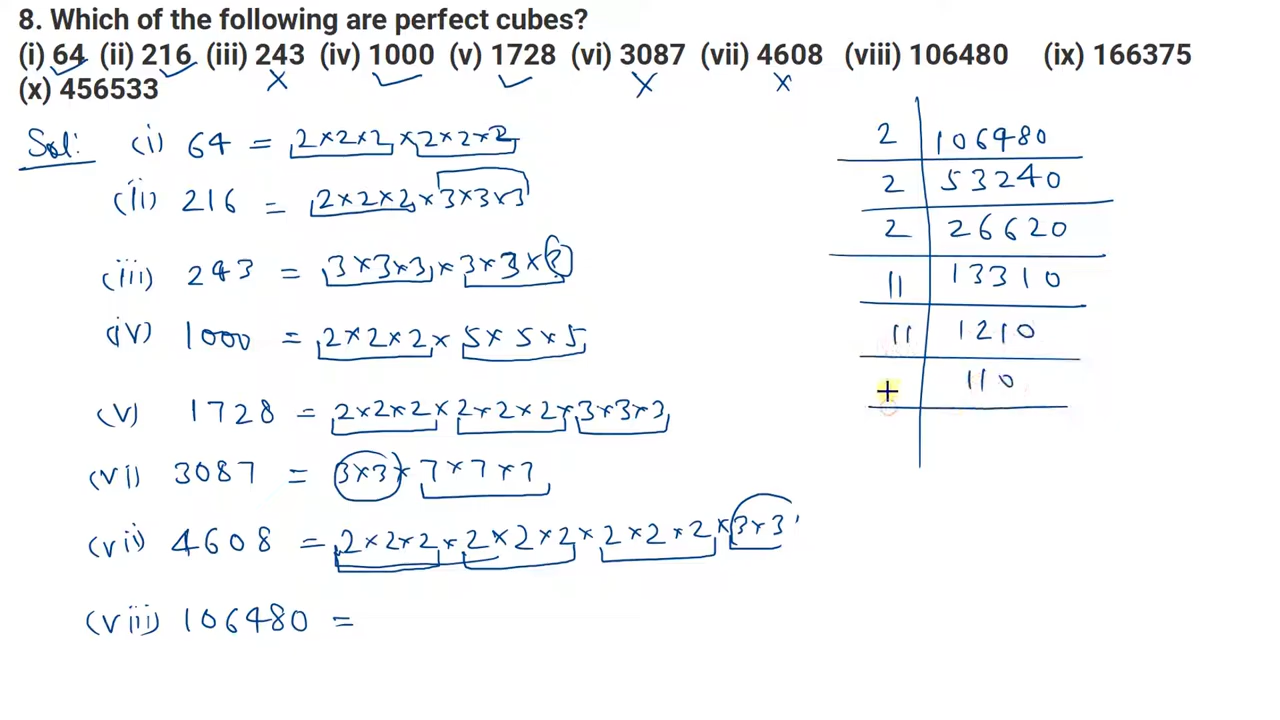 8. Which of the following are perfect cubes?
(i) 64 (ii) 216 (iii) 243 (iv) 1000 (v) 1728 (vi) 3087 (vii) 4608 (viii) 106480 (ix) 166375
(x) 456533
Sol: (i) 64 = 2×2×2 × 2×2×2
(ii) 216 = 2×2×2×3×3×3
(iii) 243 = 3×3×3×3×3×3
(iv) 1000 = 2×2×2× 5×5×5
(v) 1728 = 2×2×2×2×2×2×3×3×3
(vi) 3087 = 3×3×7×7×7
(vii) 4608 = 2×2×2×2×2×2×2×2×2×3×3
(viii) 106480 =
2 | 106480
2 | 53240
2 | 26620
11 | 13310
11 | 1210
110